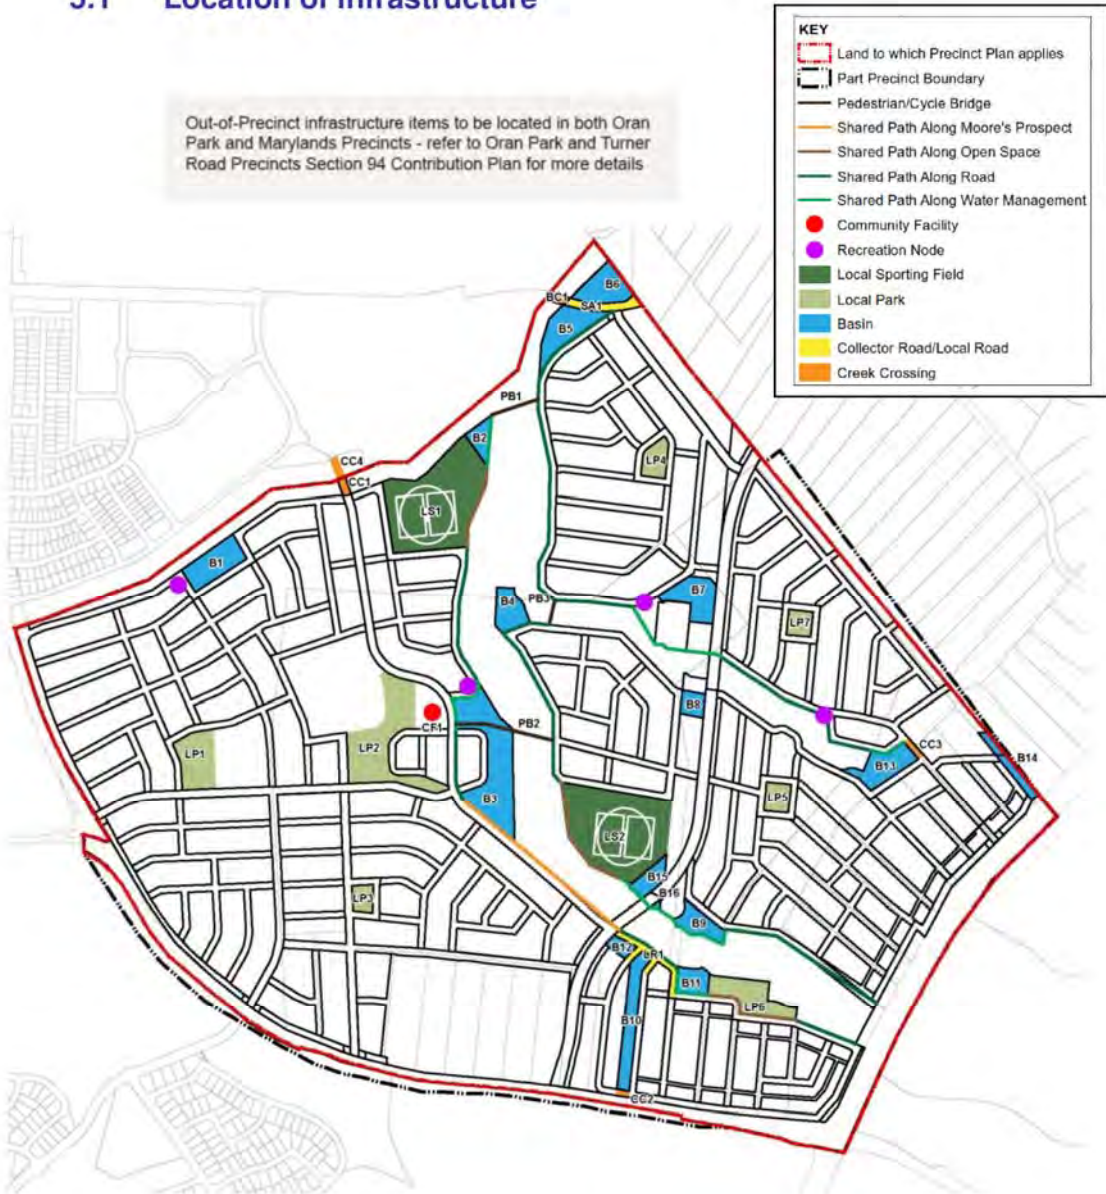 5.1 Location of Infrastructure
KEY
Land to which Precinct Plan applies
Part Precinct Boundary
Pedestrian/Cycle Bridge
Shared Path Along Moore's Prospect
Shared Path Along Open Space
Shared Path Along Road
Shared Path Along Water Management
Community Facility
Recreation Node
Local Sporting Field
Local Park
Basin
Collector Road/Local Road
Creek Crossing
Out-of-Precinct infrastructure items to be located in both Oran
Park and Marylands Precincts - refer to Oran Park and Turner
Road Precincts Section 94 Contribution Plan for more details
B6
BC1
SA1
B5
PB1
B2
CC4
LP4
CC1
LS1
B1
B7
B4
PB3
LP7
B8
CF1
PB2
CC3
LP1
LP2
B14
B13
B3
LP5
LS2
B15
B16
LP3
B9
B12
LR1
B11
LP6
B10
CC2